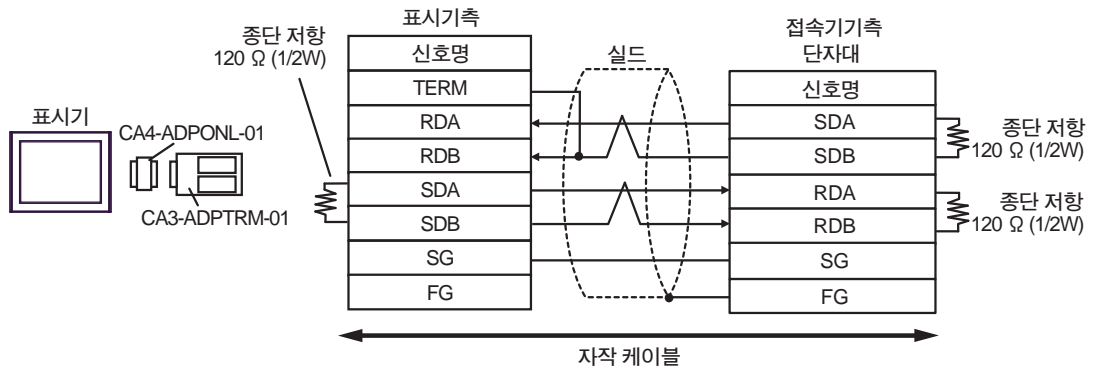 표시기
CA4-ADPONL-01
CA3-ADPTRM-01
종단 저항
120 Ω (1/2W)
표시기측
신호명
TERM
RDA
RDB
SDA
SDB
SG
FG
실드
접속기기측
단자대
신호명
SDA
SDB
RDA
RDB
SG
FG
종단 저항
120 Ω (1/2W)
종단 저항
120 Ω (1/2W)
자작 케이블